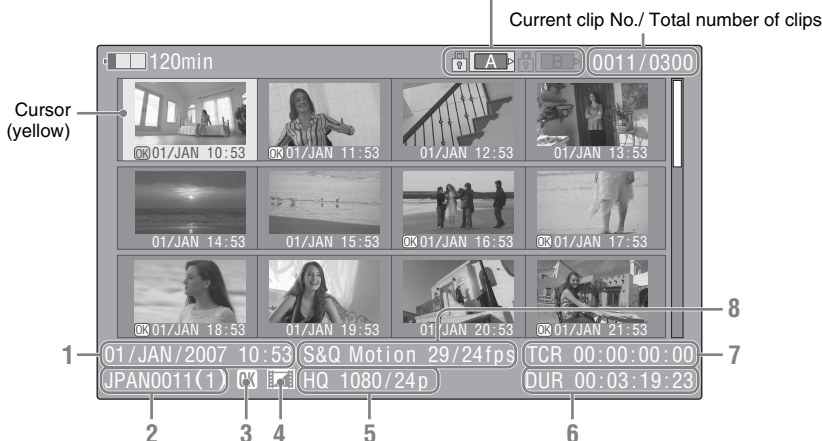 Current clip No./ Total number of clips
120min A B 0011/0300
Cursor
(yellow)
OK 01/JAN 10:53 OK 01/JAN 11:53 01/JAN 12:53 01/JAN 13:53
01/JAN 14:53 01/JAN 15:53 OK 01/JAN 16:53 OK 01/JAN 17:53
OK 01/JAN 18:53 01/JAN 19:53 01/JAN 20:53 OK 01/JAN 21:53
8
1 01/JAN/2007 10:53 S&Q Motion 29/24fps TCR 00:00:00:00 7
JPAN0011(1) OK HQ 1080/24p DUR 00:03:19:23
2 3 4 5 6